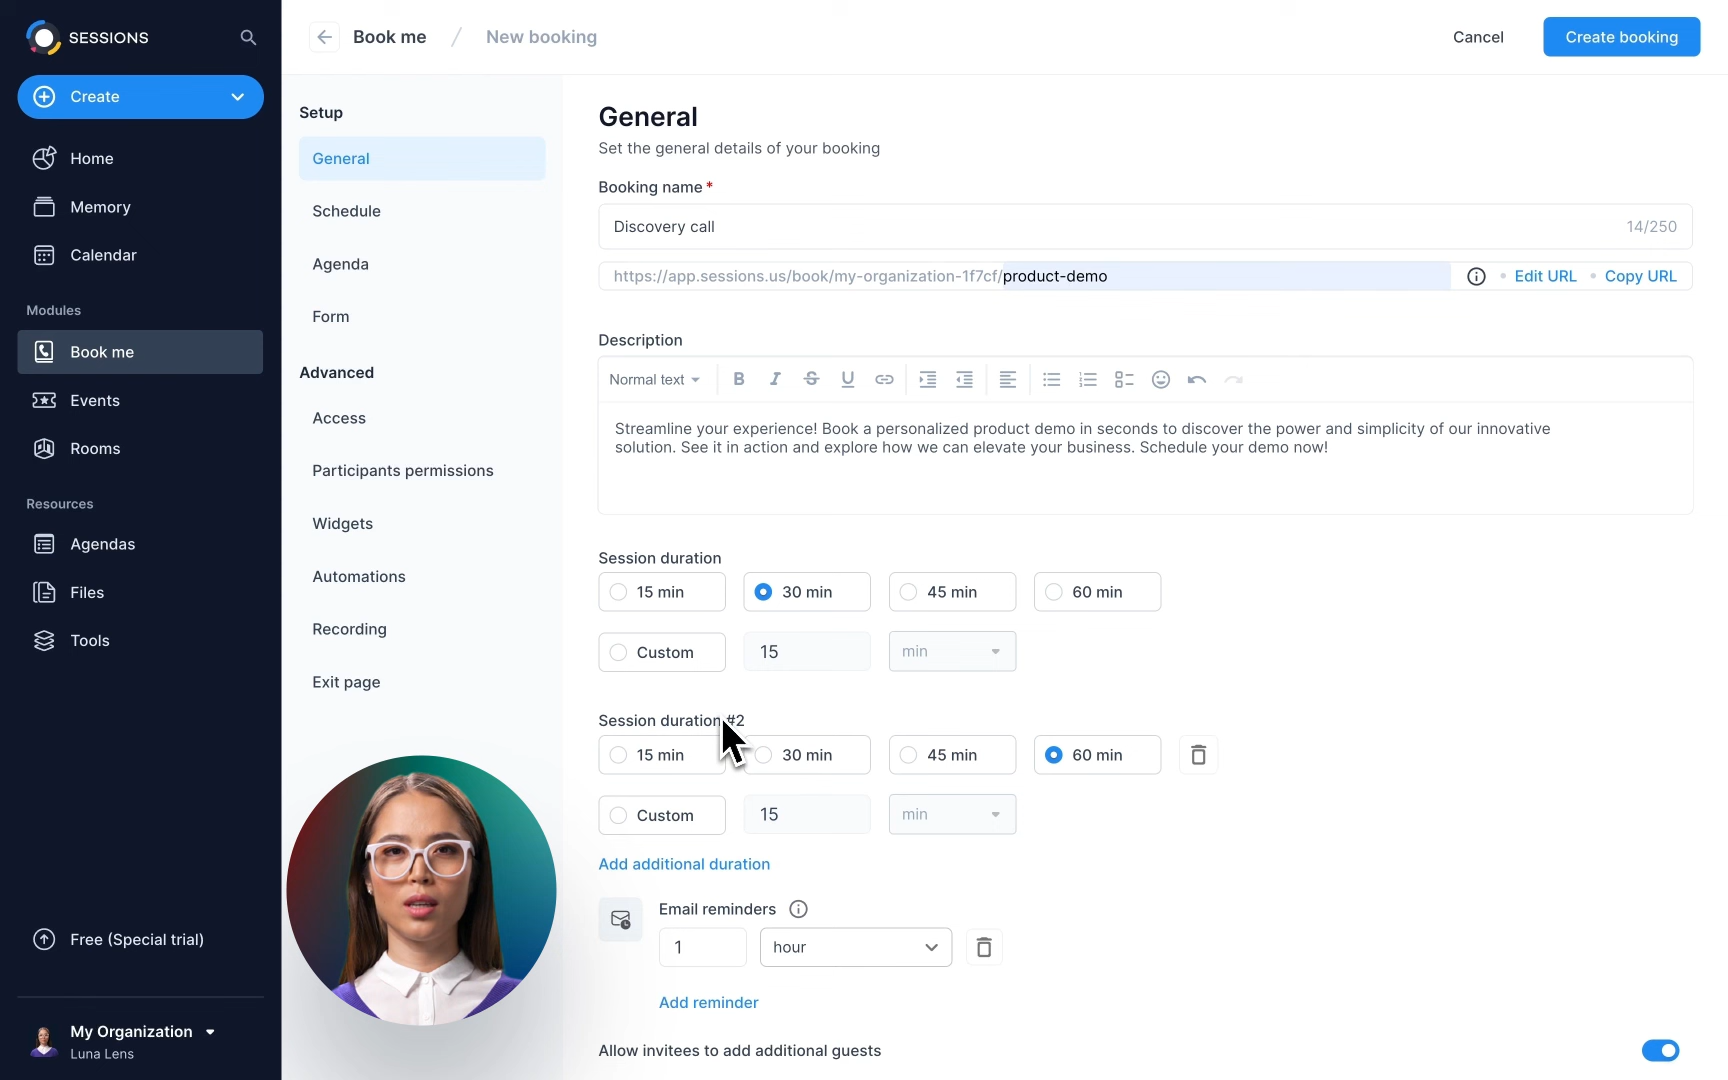 SESSIONS
Create
Home
Memory
Calendar
Modules
Book me
Events
Rooms
Resources
Agendas
Files
Tools
Free (Special trial)
My Organization
Luna Lens
Book me / New booking
Cancel
Create booking
Setup
General
Schedule
Agenda
Form
Advanced
Access
Participants permissions
Widgets
Automations
Recording
Exit page
General
Set the general details of your booking
Booking name *
Discovery call 14/250
https://app.sessions.us/book/my-organization-1f7cf/product-demo • Edit URL • Copy URL
Description
Normal text
Streamline your experience! Book a personalized product demo in seconds to discover the power and simplicity of our innovative
solution. See it in action and explore how we can elevate your business. Schedule your demo now!
Session duration
15 min 30 min 45 min 60 min
Custom 15 min
Session duration #2
15 min 30 min 45 min 60 min
Custom 15 min
Add additional duration
Email reminders
1 hour
Add reminder
Allow invitees to add additional guests